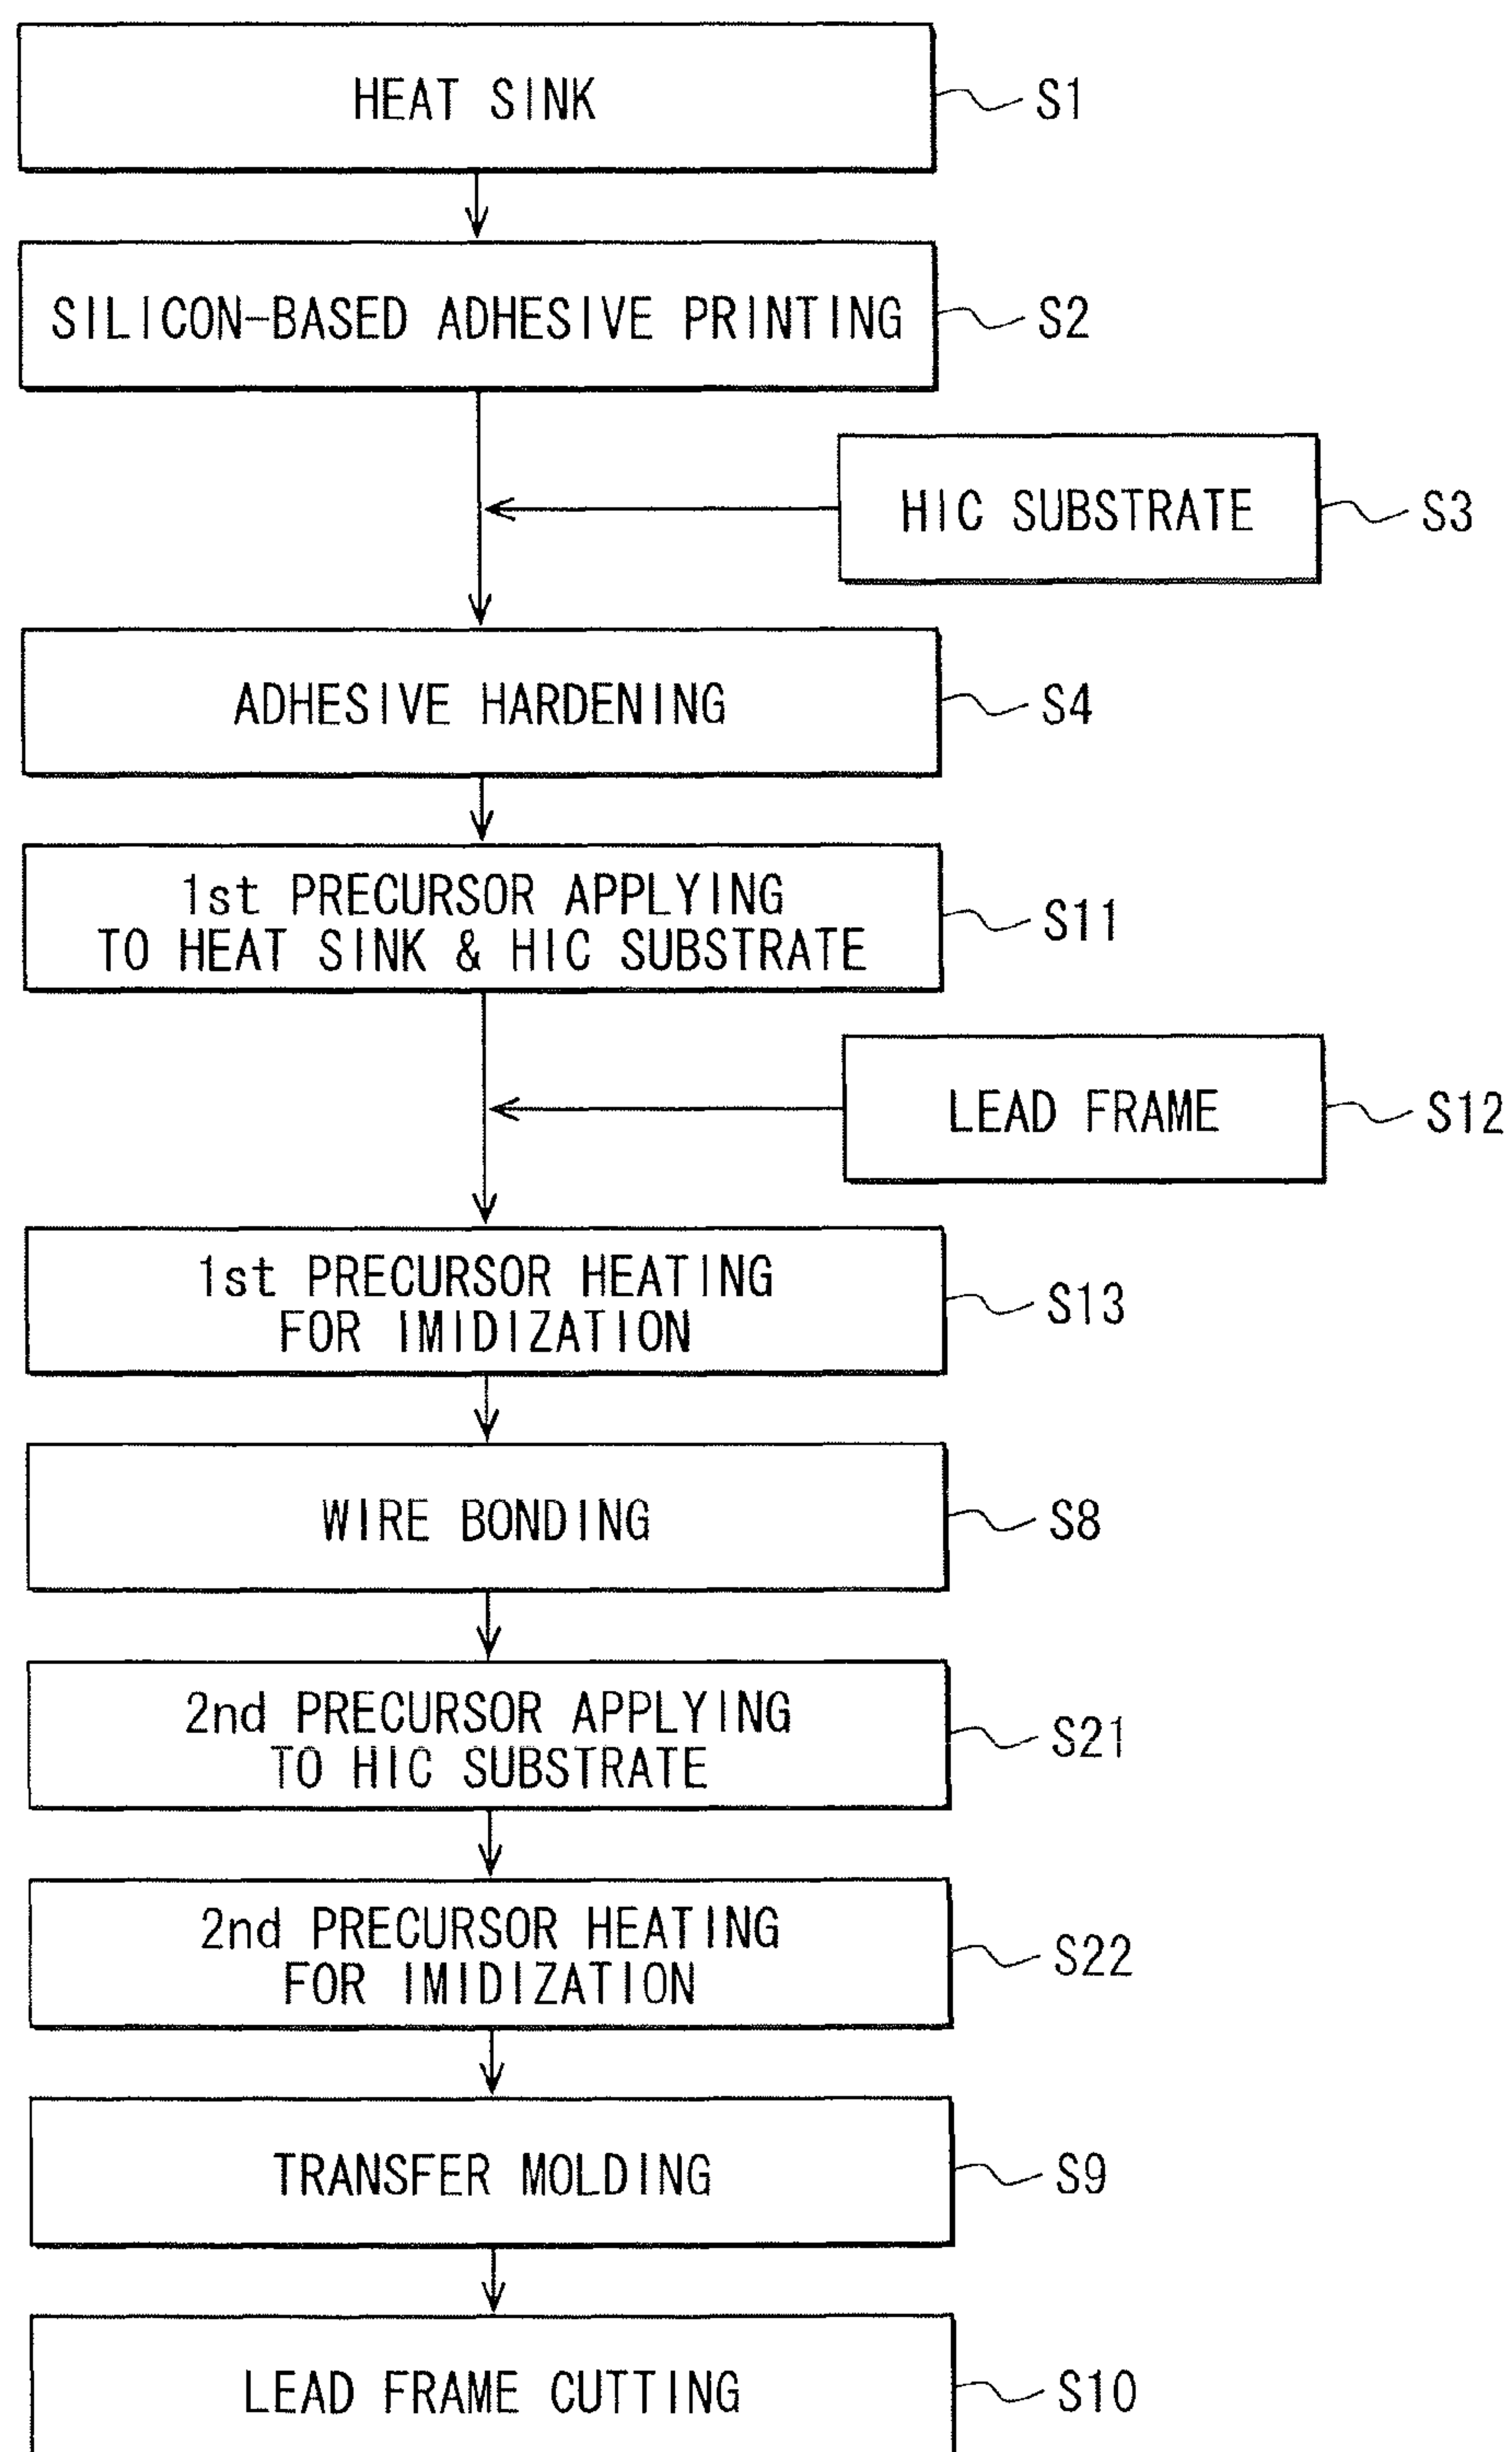 HEAT SINK
S1
SILICON-BASED ADHESIVE PRINTING
S2
HIC SUBSTRATE
S3
ADHESIVE HARDENING
S4
1st PRECURSOR APPLYING
TO HEAT SINK & HIC SUBSTRATE
S11
LEAD FRAME
S12
1st PRECURSOR HEATING
FOR IMIDIZATION
S13
WIRE BONDING
S8
2nd PRECURSOR APPLYING
TO HIC SUBSTRATE
S21
2nd PRECURSOR HEATING
FOR IMIDIZATION
S22
TRANSFER MOLDING
S9
LEAD FRAME CUTTING
S10